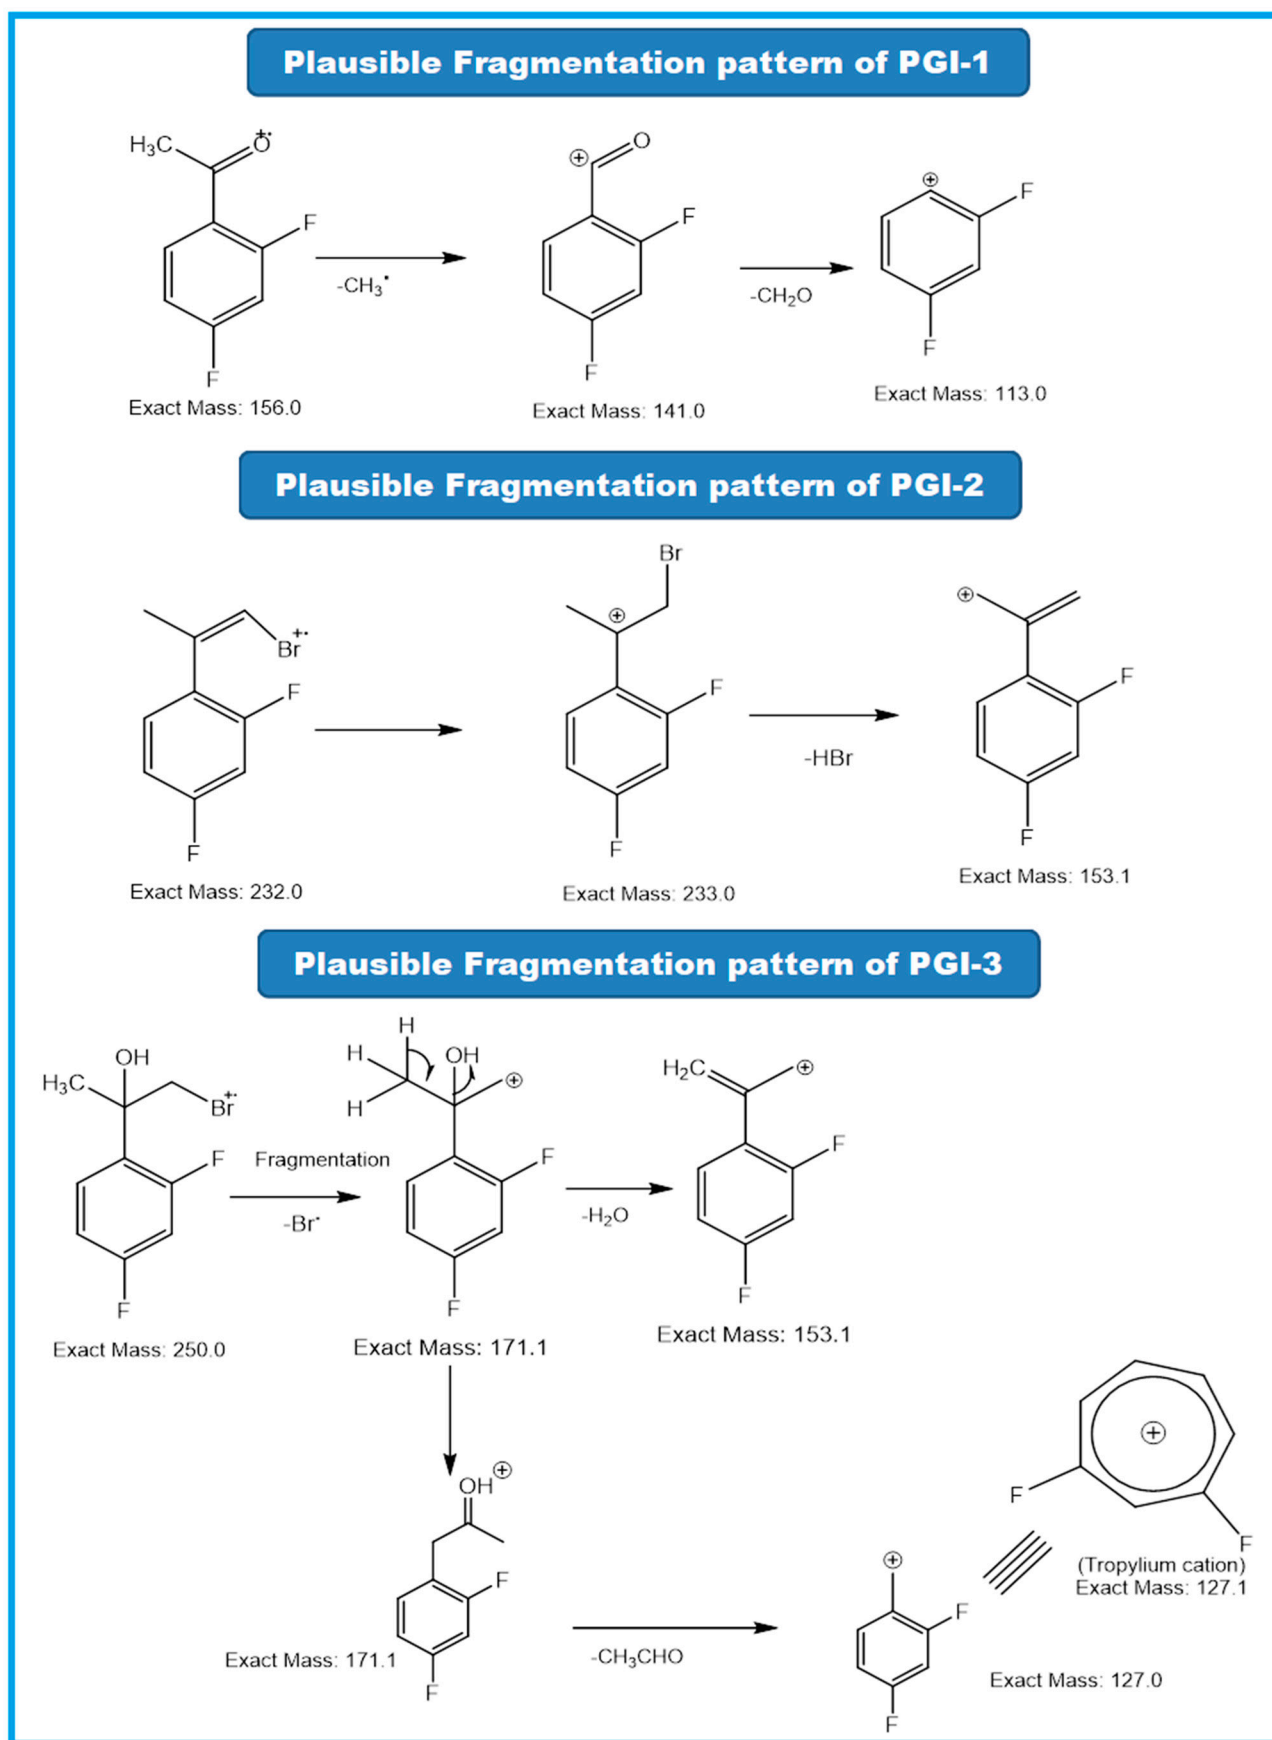 Plausible Fragmentation pattern of PGI-1
H₃C
O
+•
F
F
Exact Mass: 156.0
-CH₃•
⊕
O
F
F
Exact Mass: 141.0
-CH₂O
⊕
F
F
Exact Mass: 113.0
Plausible Fragmentation pattern of PGI-2
Br
+•
F
F
Exact Mass: 232.0
Br
⊕
F
F
Exact Mass: 233.0
-HBr
⊕
F
F
Exact Mass: 153.1
Plausible Fragmentation pattern of PGI-3
OH
H₃C
Br
+•
F
F
Exact Mass: 250.0
Fragmentation
-Br•
H
H
H
OH
⊕
F
F
Exact Mass: 171.1
-H₂O
H₂C
⊕
F
F
Exact Mass: 153.1
OH
⊕
F
F
Exact Mass: 171.1
-CH₃CHO
⊕
F
F
Exact Mass: 127.0
⊕
F
F
(Tropylium cation)
Exact Mass: 127.1